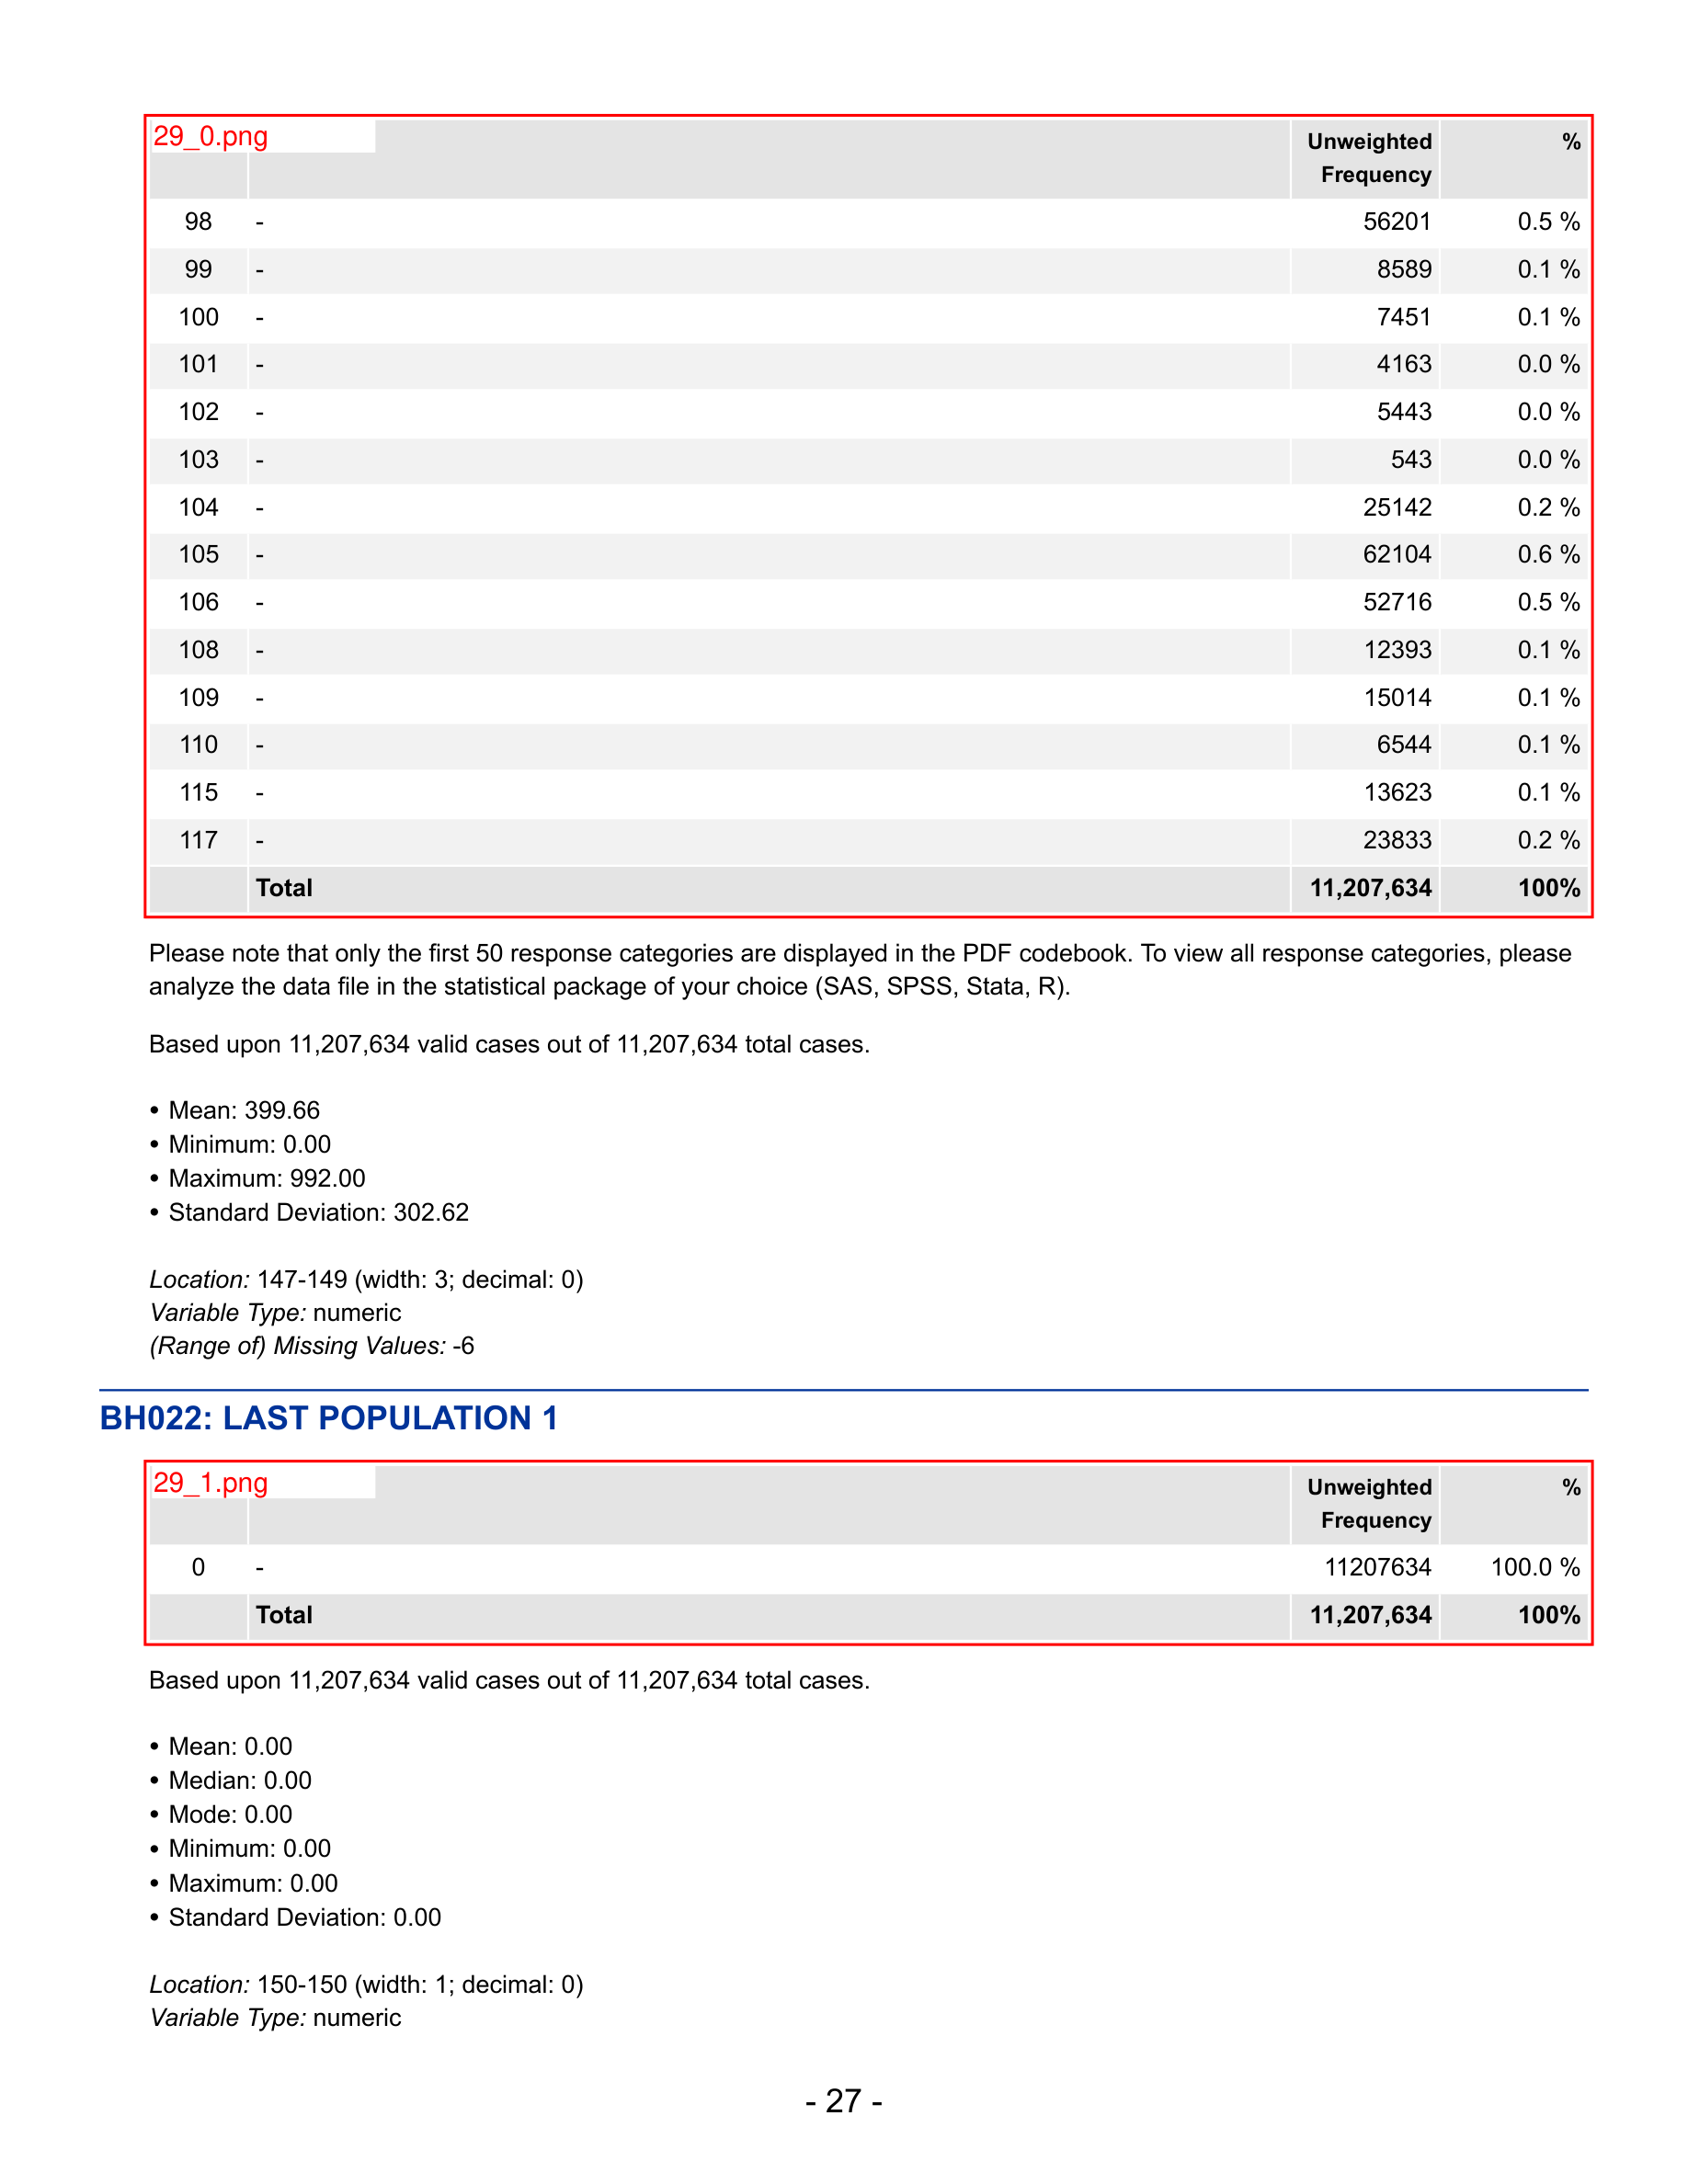 29_0.png
Unweighted Frequency %
98 - 56201 0.5 %
99 - 8589 0.1 %
100 - 7451 0.1 %
101 - 4163 0.0 %
102 - 5443 0.0 %
103 - 543 0.0 %
104 - 25142 0.2 %
105 - 62104 0.6 %
106 - 52716 0.5 %
108 - 12393 0.1 %
109 - 15014 0.1 %
110 - 6544 0.1 %
115 - 13623 0.1 %
117 - 23833 0.2 %
Total 11,207,634 100%
Please note that only the first 50 response categories are displayed in the PDF codebook. To view all response categories, please
analyze the data file in the statistical package of your choice (SAS, SPSS, Stata, R).
Based upon 11,207,634 valid cases out of 11,207,634 total cases.
• Mean: 399.66
• Minimum: 0.00
• Maximum: 992.00
• Standard Deviation: 302.62
Location: 147-149 (width: 3; decimal: 0)
Variable Type: numeric
(Range of) Missing Values: -6
BH022: LAST POPULATION 1
29_1.png
Unweighted Frequency %
0 - 11207634 100.0 %
Total 11,207,634 100%
Based upon 11,207,634 valid cases out of 11,207,634 total cases.
• Mean: 0.00
• Median: 0.00
• Mode: 0.00
• Minimum: 0.00
• Maximum: 0.00
• Standard Deviation: 0.00
Location: 150-150 (width: 1; decimal: 0)
Variable Type: numeric
- 27 -